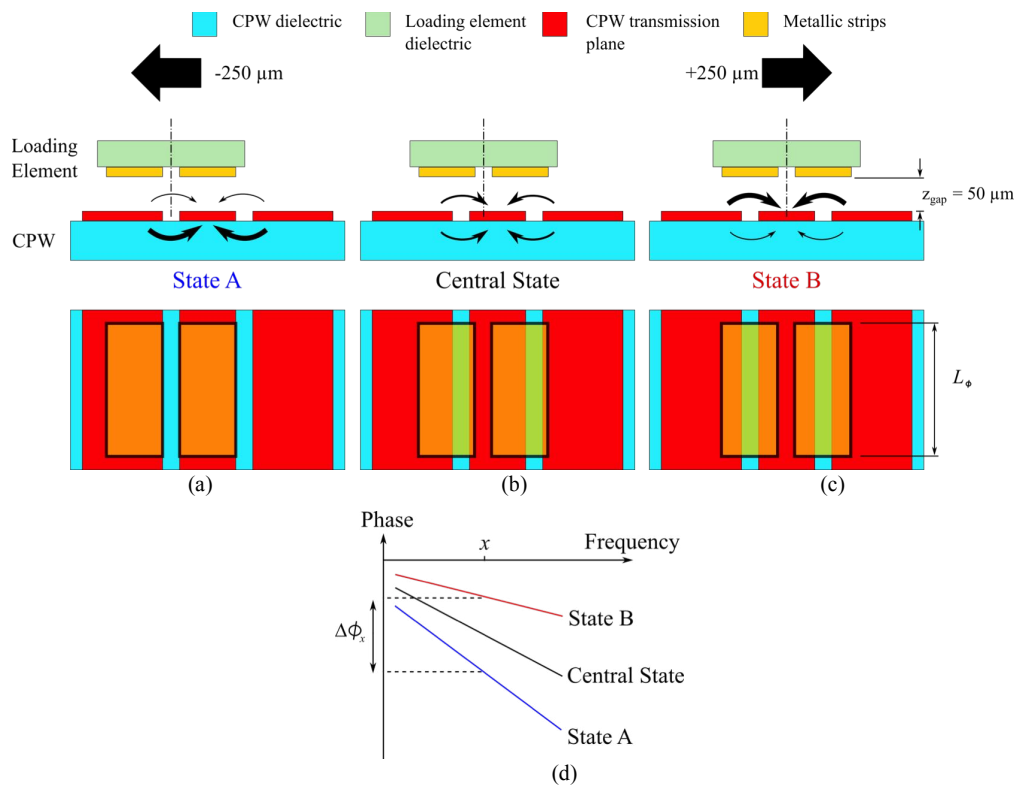 CPW dielectric
Loading element
dielectric
CPW transmission
plane
Metallic strips
-250 µm
+250 µm
Loading
Element
z_gap = 50 µm
CPW
State A
Central State
State B
L_ϕ
(a)
(b)
(c)
Phase
x
Frequency
State B
Δϕ_x
Central State
State A
(d)